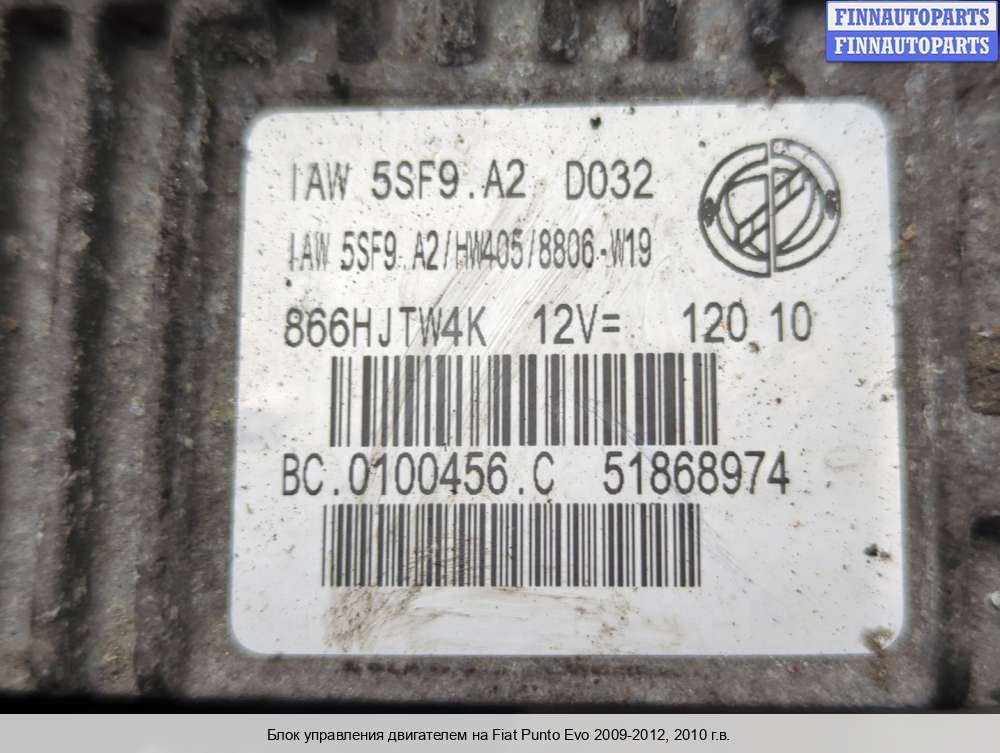 FINNAUTOPARTS
FINNAUTOPARTS
IAW 5SF9.A2 D032
IAW 5SF9.A2/HW405/8806-W19
866HJTW4K 12V= 120 10
BC.0100456.C 51868974
Блок управления двигателем на Fiat Punto Evo 2009-2012, 2010 г.в.